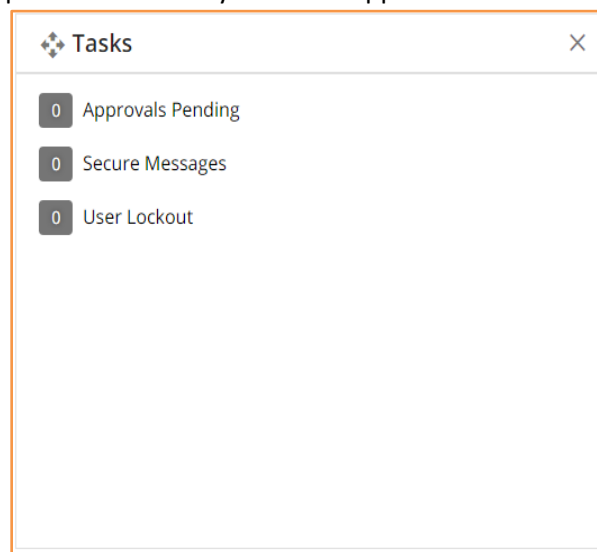 Tasks
0 Approvals Pending
0 Secure Messages
0 User Lockout